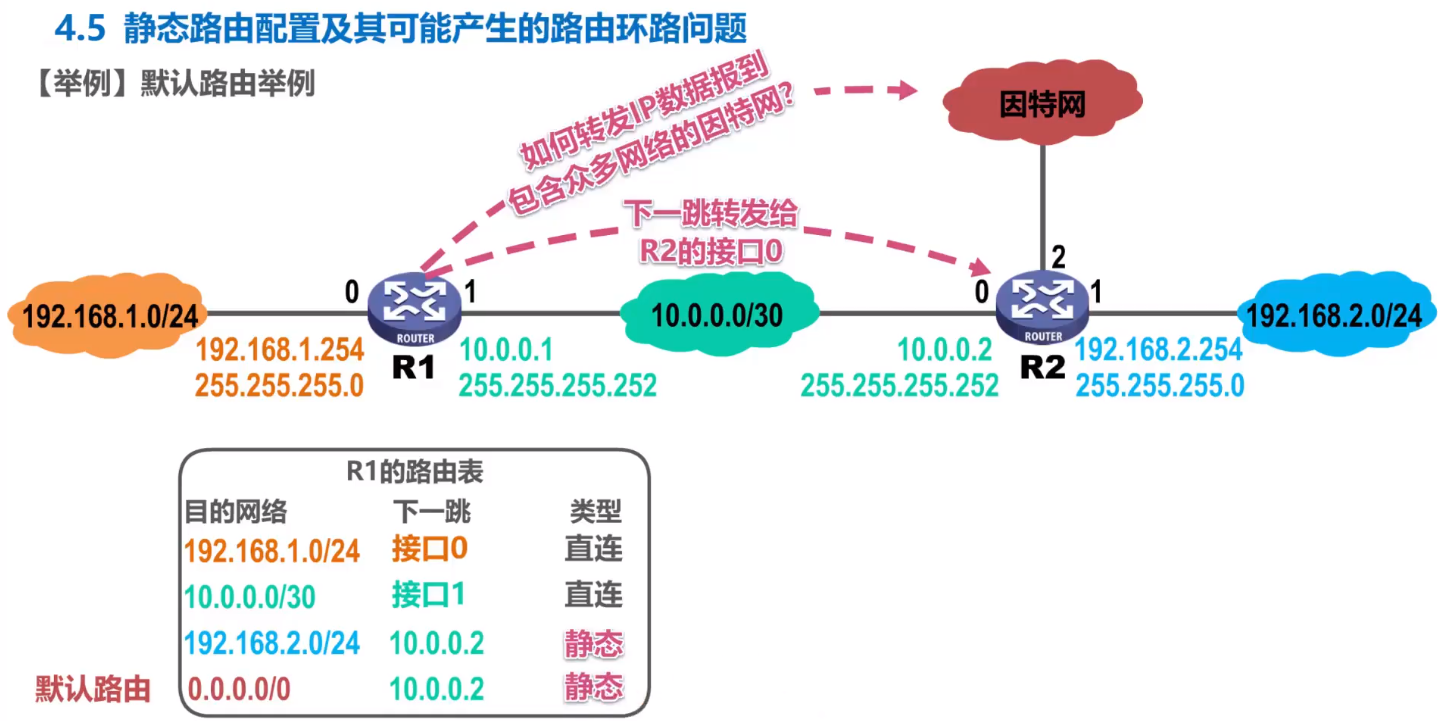 4.5 静态路由配置及其可能产生的路由环路问题
【举例】默认路由举例
如何转发IP数据报到
包含众多网络的因特网?
因特网
下一跳转发给
R2的接口0
2
0
1
0
1
192.168.1.0/24
ROUTER
10.0.0.0/30
ROUTER
192.168.2.0/24
192.168.1.254
255.255.255.0
R1
10.0.0.1
255.255.255.252
10.0.0.2
255.255.255.252
R2
192.168.2.254
255.255.255.0
R1的路由表
目的网络 下一跳 类型
192.168.1.0/24 接口0 直连
10.0.0.0/30 接口1 直连
192.168.2.0/24 10.0.0.2 静态
默认路由 0.0.0.0/0 10.0.0.2 静态